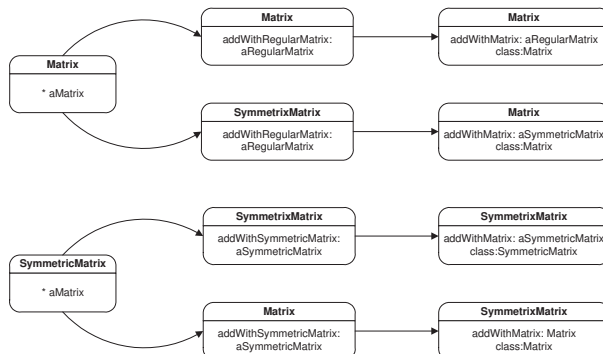 Matrix
* aMatrix
Matrix
addWithRegularMatrix:
aRegularMatrix
Matrix
addWithMatrix: aRegularMatrix
class:Matrix
SymmetrixMatrix
addWithRegularMatrix:
aRegularMatrix
Matrix
addWithMatrix: aSymmetricMatrix
class:Matrix
SymmetricMatrix
* aMatrix
SymmetrixMatrix
addWithSymmetricMatrix:
aSymmetricMatrix
SymmetrixMatrix
addWithMatrix: aSymmetricMatrix
class:SymmetricMatrix
Matrix
addWithSymmetricMatrix:
aSymmetricMatrix
SymmetrixMatrix
addWithMatrix: Matrix
class:Matrix